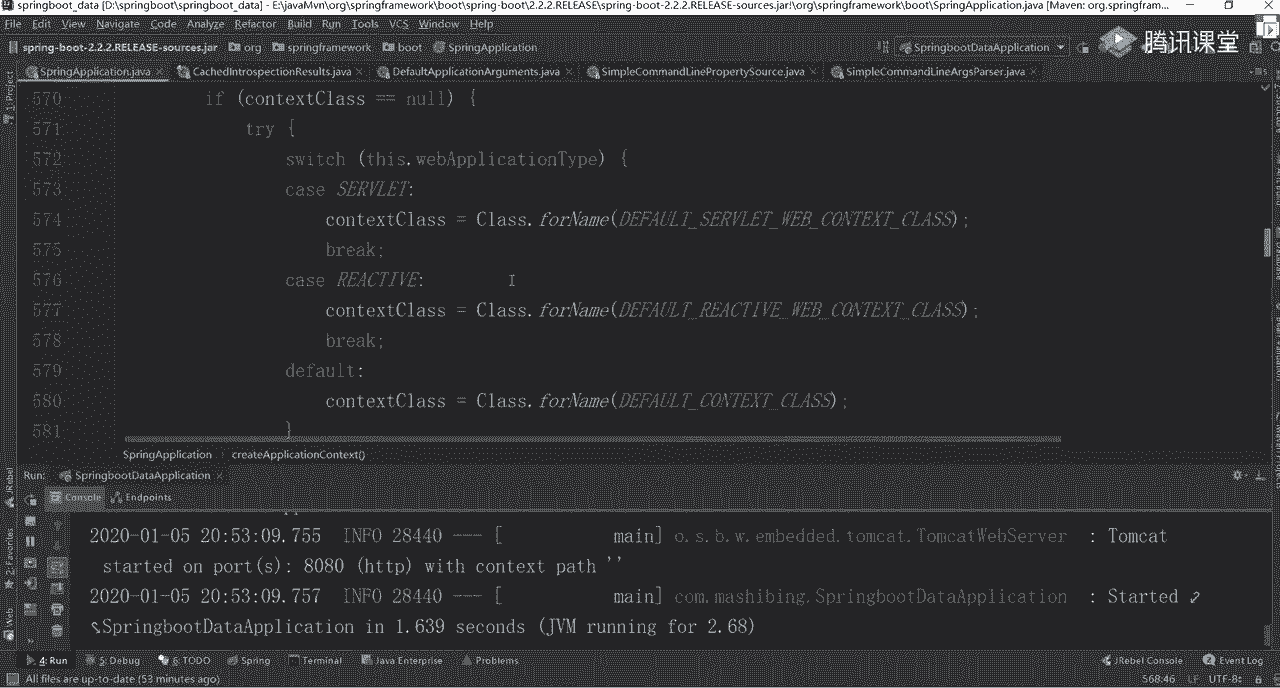 springboot_data [D:\springboot\springboot_data] - E:\javaMvn\org\springframework\boot\spring-boot\2.2.2.RELEASE\spring-boot-2.2.2.RELEASE-sources.jar!\org\springframework\boot\SpringApplication.java [Maven: org.springfram...
File Edit View Navigate Code Analyze Refactor Build Run Tools VCS Window Help
spring-boot-2.2.2.RELEASE-sources.jar org springframework boot SpringApplication SpringbootDataApplication 腾讯课堂
SpringApplication.java CachedIntrospectionResults.java DefaultApplicationArguments.java SimpleCommandLinePropertySource.java SimpleCommandLineArgsParser.java
1: Project
570 if (contextClass == null) {
571 try {
572 switch (this.webApplicationType) {
573 case SERVLET:
574 contextClass = Class.forName(DEFAULT_SERVLET_WEB_CONTEXT_CLASS);
575 break;
576 case REACTIVE:
577 contextClass = Class.forName(DEFAULT_REACTIVE_WEB_CONTEXT_CLASS);
578 break;
579 default:
580 contextClass = Class.forName(DEFAULT_CONTEXT_CLASS);
581 }
SpringApplication createApplicationContext()
Run: SpringbootDataApplication
JRebel
Console Endpoints
2: Favorites
Web
2020-01-05 20:53:09.755 INFO 28440 --- [ main] o.s.b.w.embedded.tomcat.TomcatWebServer : Tomcat
started on port(s): 8080 (http) with context path ''
2020-01-05 20:53:09.757 INFO 28440 --- [ main] com.mashibing.SpringbootDataApplication : Started
SpringbootDataApplication in 1.639 seconds (JVM running for 2.68)
4: Run 5: Debug 6: TODO Spring Terminal Java Enterprise Problems JRebel Console Event Log
All files are up-to-date (53 minutes ago) 568:46 LF UTF-8